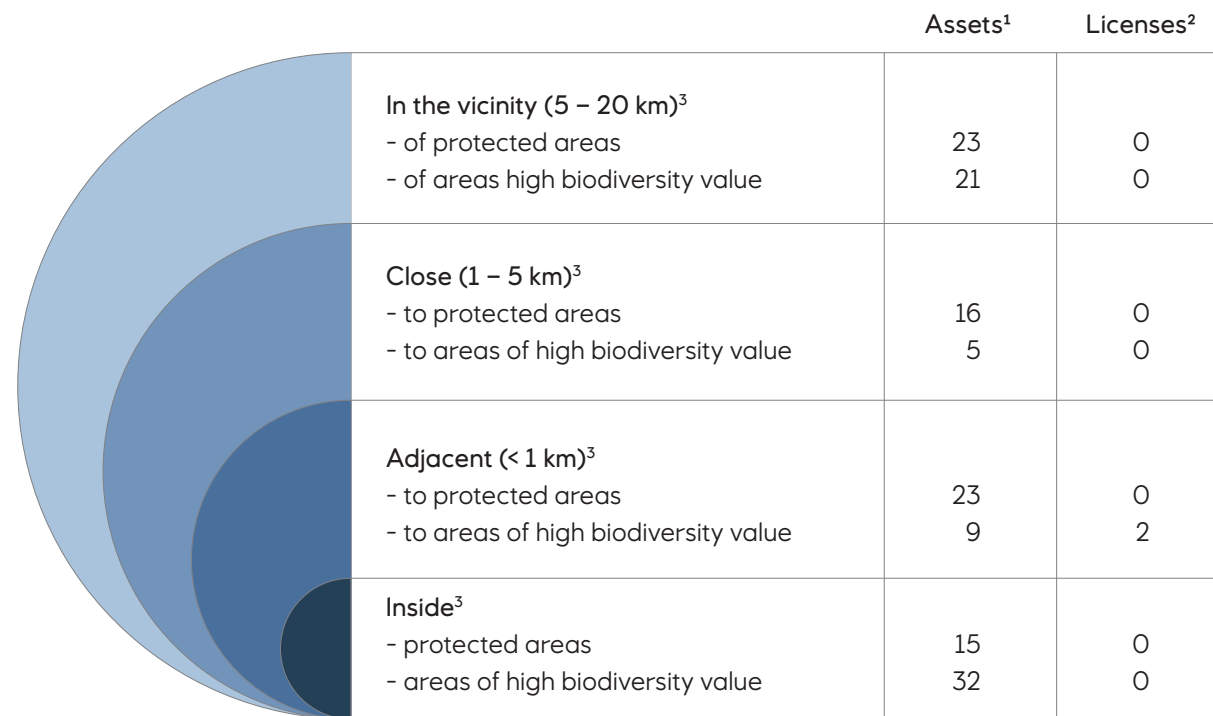 Assets¹ Licenses²
In the vicinity (5 – 20 km)³
- of protected areas 23 0
- of areas high biodiversity value 21 0
Close (1 – 5 km)³
- to protected areas 16 0
- to areas of high biodiversity value 5 0
Adjacent (< 1 km)³
- to protected areas 23 0
- to areas of high biodiversity value 9 2
Inside³
- protected areas 15 0
- areas of high biodiversity value 32 0